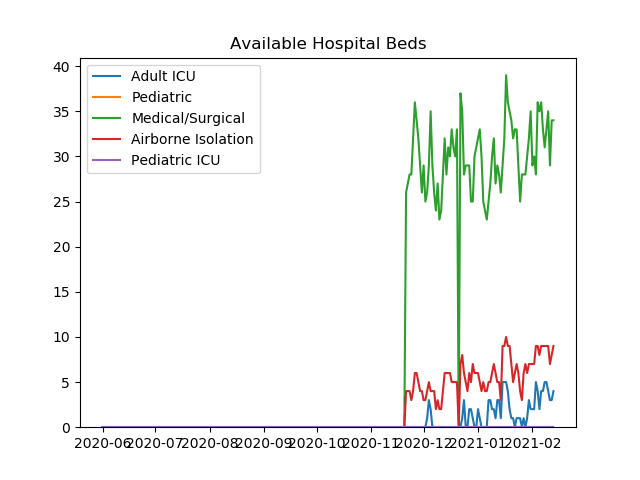 Available Hospital Beds
40
35
30
25
20
15
10
5
0
Adult ICU
Pediatric
Medical/Surgical
Airborne Isolation
Pediatric ICU
2020-06 2020-07 2020-08 2020-09 2020-10 2020-11 2020-12 2021-01 2021-02